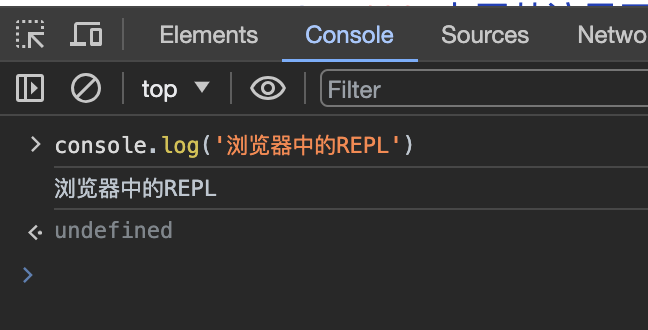 Elements Console Sources
top Filter
console.log('浏览器中的REPL')
浏览器中的REPL
undefined